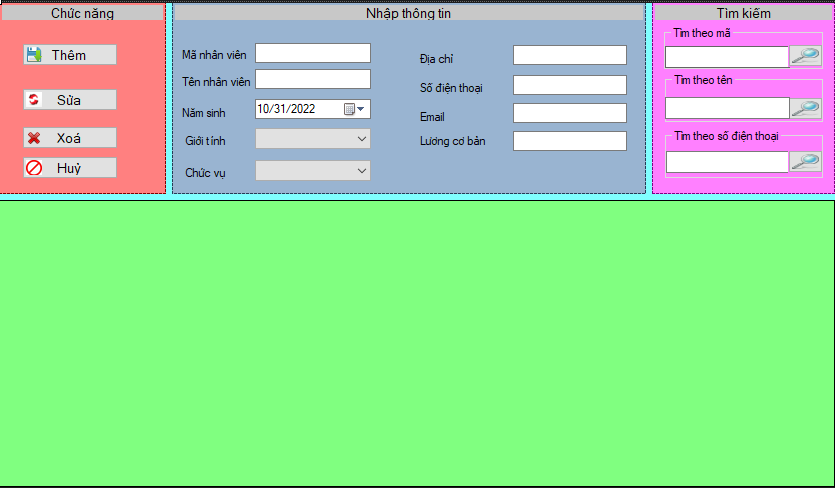 Chức năng
Thêm
Sửa
Xoá
Huỷ
Nhập thông tin
Mã nhân viên
Tên nhân viên
Năm sinh 10/31/2022
Giới tính
Chức vụ
Địa chỉ
Số điện thoại
Email
Lương cơ bản
Tìm kiếm
Tìm theo mã
Tìm theo tên
Tìm theo số điện thoại